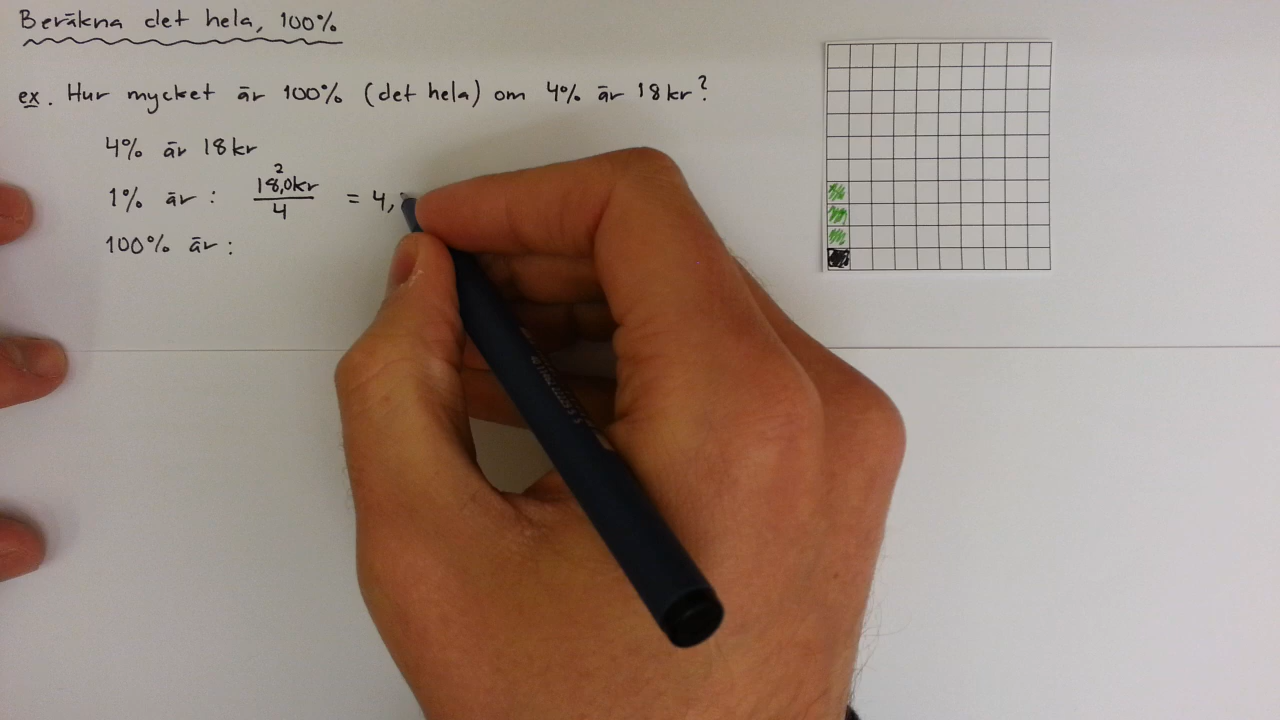 Beräkna det hela, 100%
ex. Hur mycket är 100% (det hela) om 4% är 18kr?
4% är 18kr
2
1% är : 18,0kr / 4 = 4,
100% är :